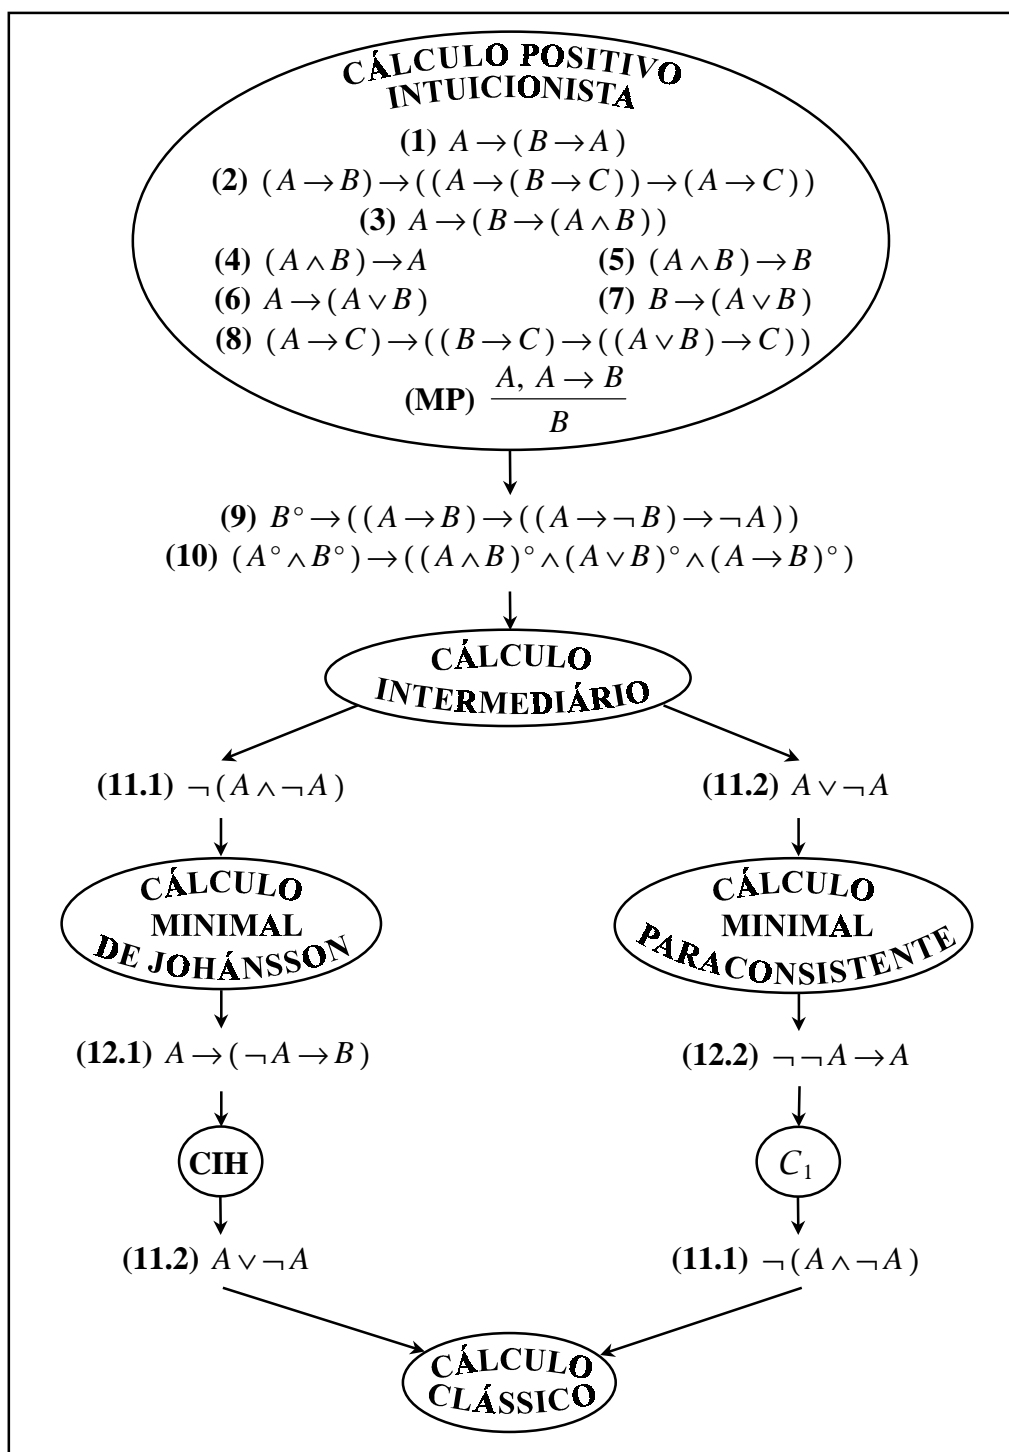 CÁLCULO POSITIVO
INTUICIONISTA
(1) A → ( B → A )
(2) ( A → B ) → ( ( A → ( B → C ) ) → ( A → C ) )
(3) A → ( B → ( A ∧ B ) )
(4) ( A ∧ B ) → A (5) ( A ∧ B ) → B
(6) A → ( A ∨ B ) (7) B → ( A ∨ B )
(8) ( A → C ) → ( ( B → C ) → ( ( A ∨ B ) → C ) )
(MP) A, A → B
B
(9) B° → ( ( A → B ) → ( ( A → ¬ B ) → ¬ A ) )
(10) ( A° ∧ B° ) → ( ( A ∧ B )° ∧ ( A ∨ B )° ∧ ( A → B )° )
CÁLCULO
INTERMEDIÁRIO
(11.1) ¬ ( A ∧ ¬ A ) (11.2) A ∨ ¬ A
CÁLCULO
MINIMAL
DE JOHÁNSSON
CÁLCULO
MINIMAL
PARACONSISTENTE
(12.1) A → ( ¬ A → B ) (12.2) ¬ ¬ A → A
CIH C₁
(11.2) A ∨ ¬ A (11.1) ¬ ( A ∧ ¬ A )
CÁLCULO
CLÁSSICO